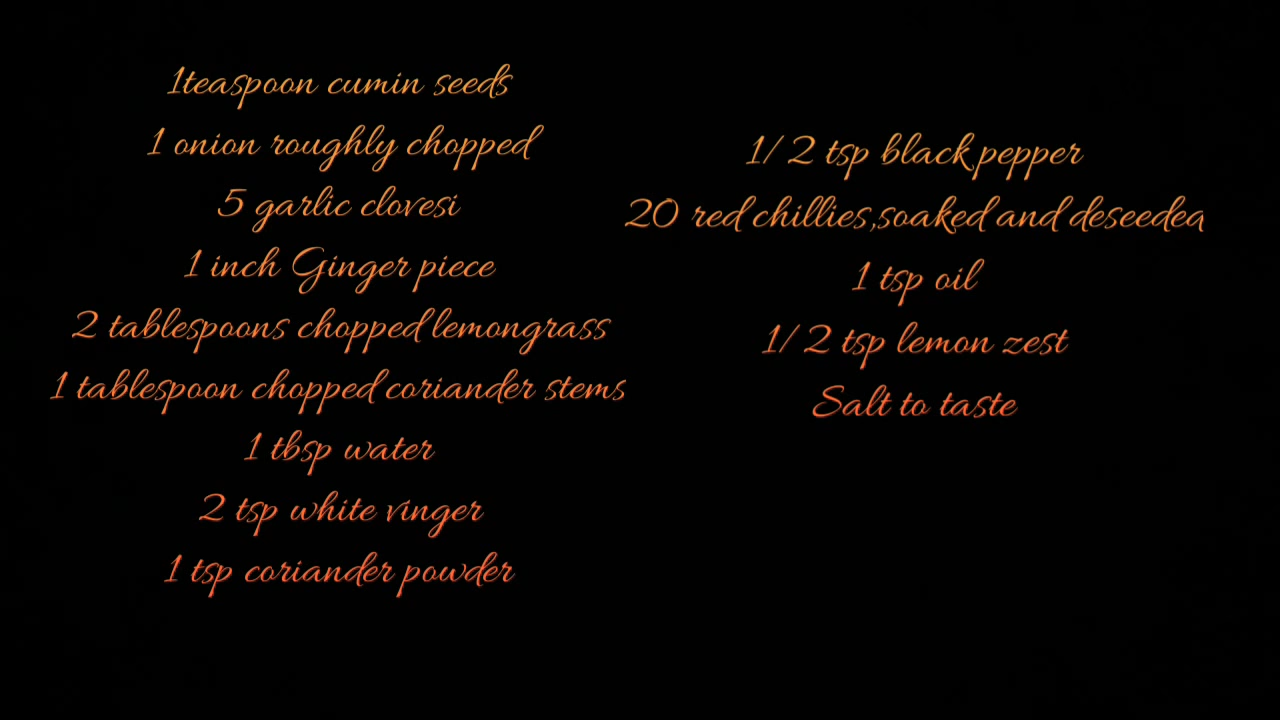 1teaspoon cumin seeds
1 onion roughly chopped
5 garlic clovesi
1 inch Ginger piece
2 tablespoons chopped lemongrass
1 tablespoon chopped coriander stems
1 tbsp water
2 tsp white vinger
1 tsp coriander powder
1/ 2 tsp black pepper
20 red chillies,soaked and deseeded
1 tsp oil
1/ 2 tsp lemon zest
Salt to taste